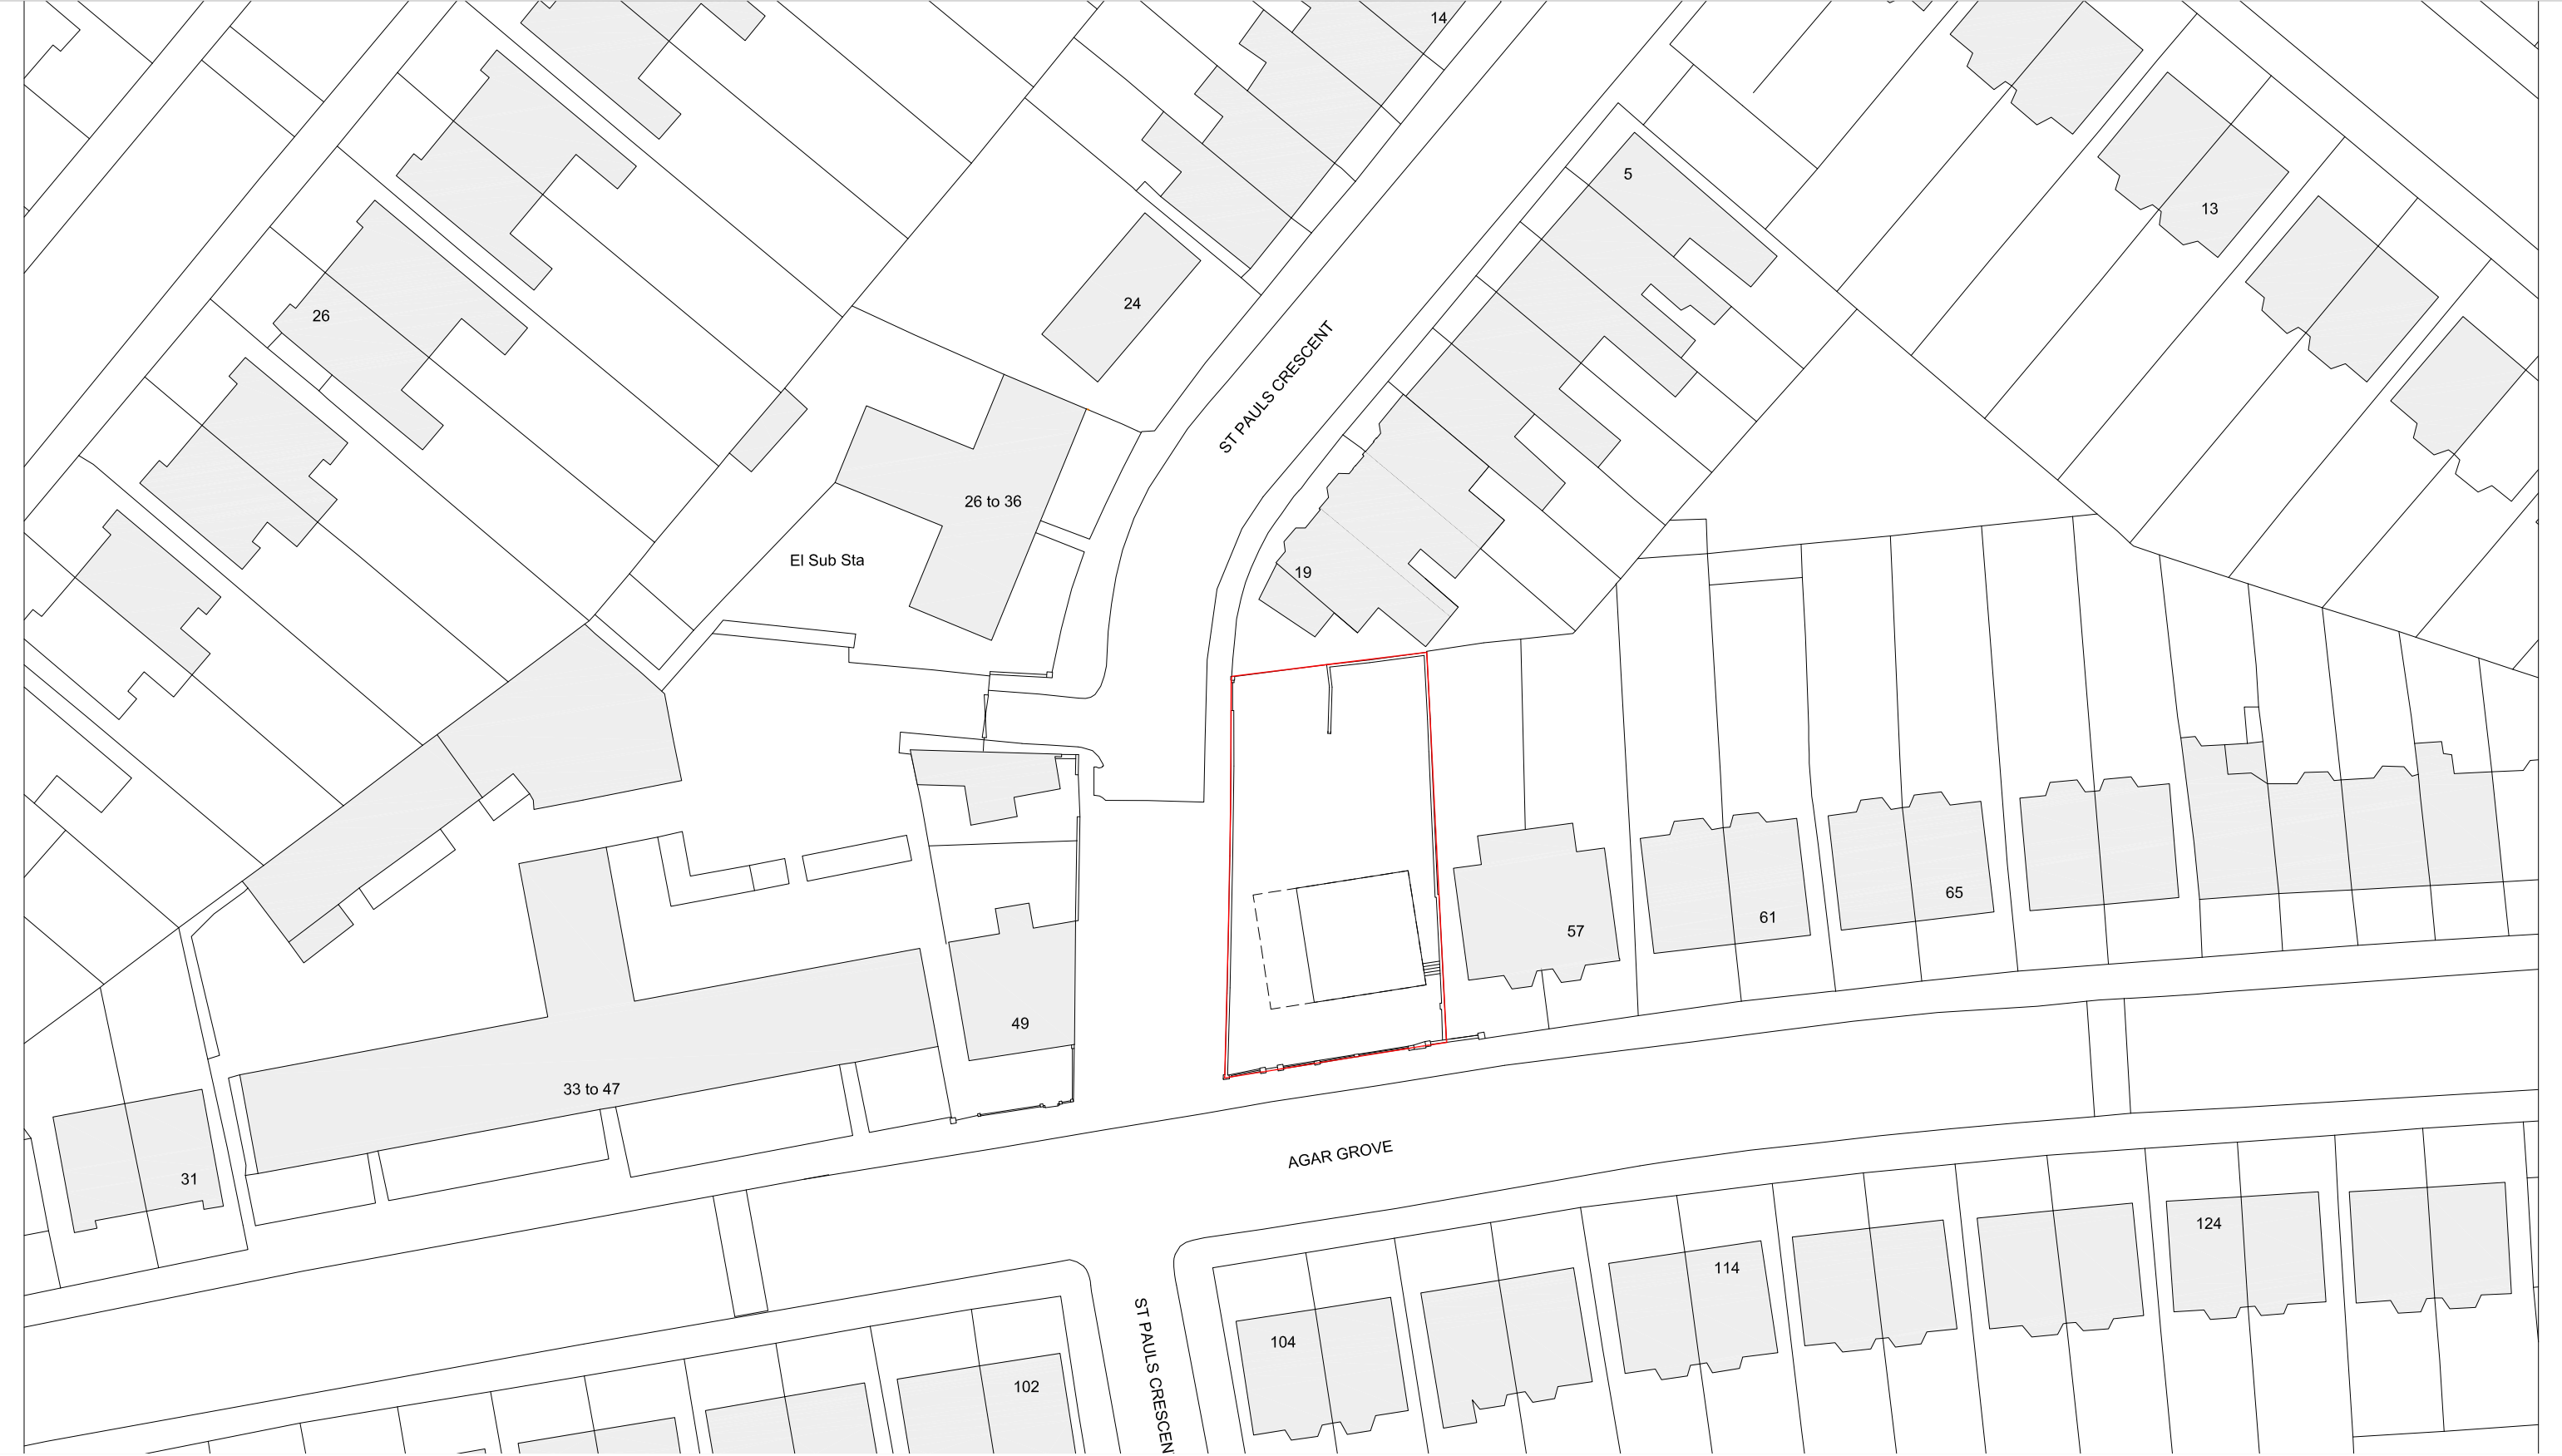 14
5
13
24
26
ST PAULS CRESCENT
26 to 36
El Sub Sta
19
65
61
57
49
33 to 47
AGAR GROVE
31
124
114
104
ST PAULS CRESCEN
102